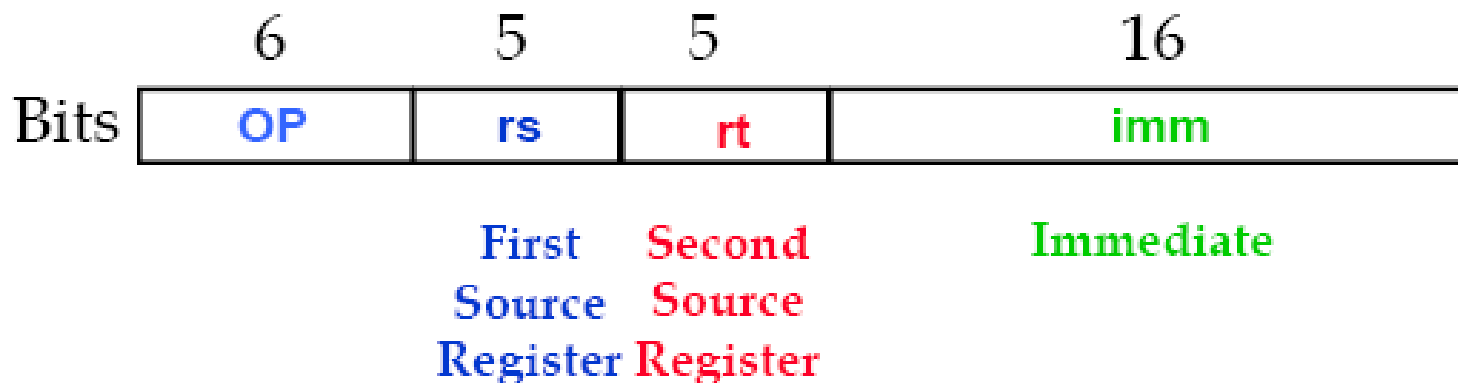 6 5 5 16
Bits OP rs rt imm
First Second Immediate
Source Source
Register Register